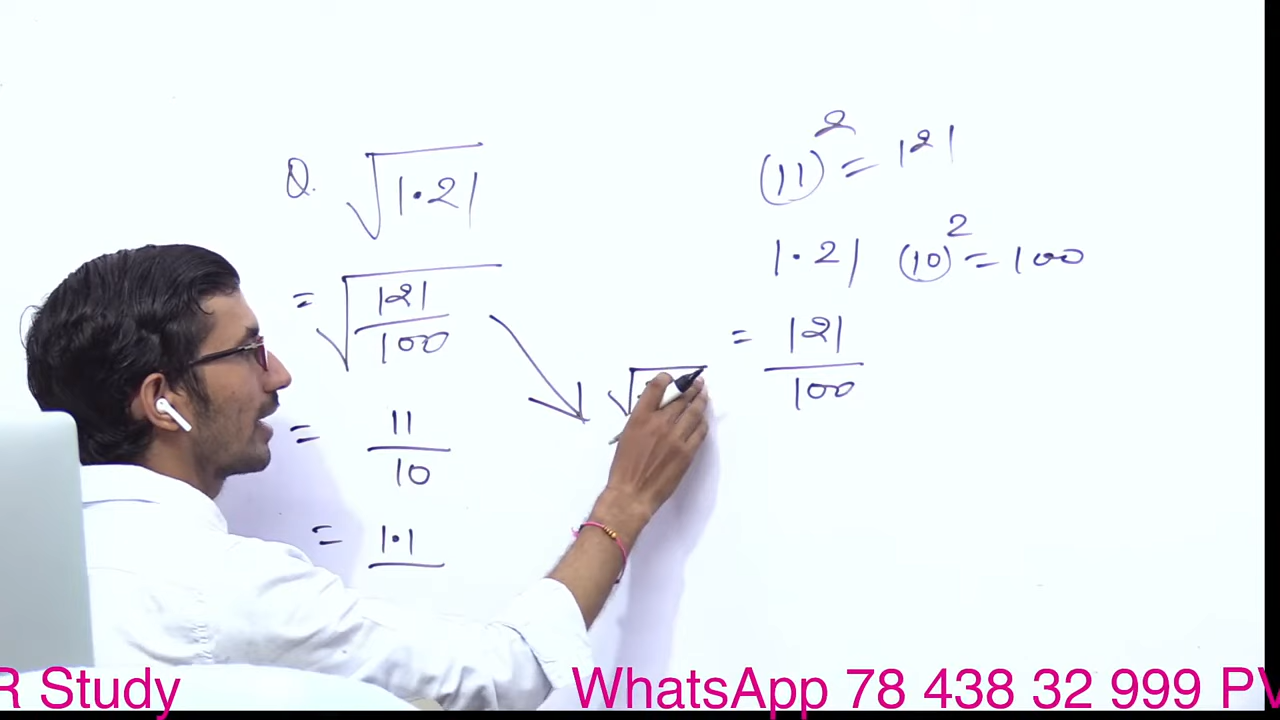 Q. √1.21
= √121/100
= 11/10
= 1.1
(11)² = 121
1.21 (10)² = 100
= 121/100
√
R Study WhatsApp 78 438 32 999 PV